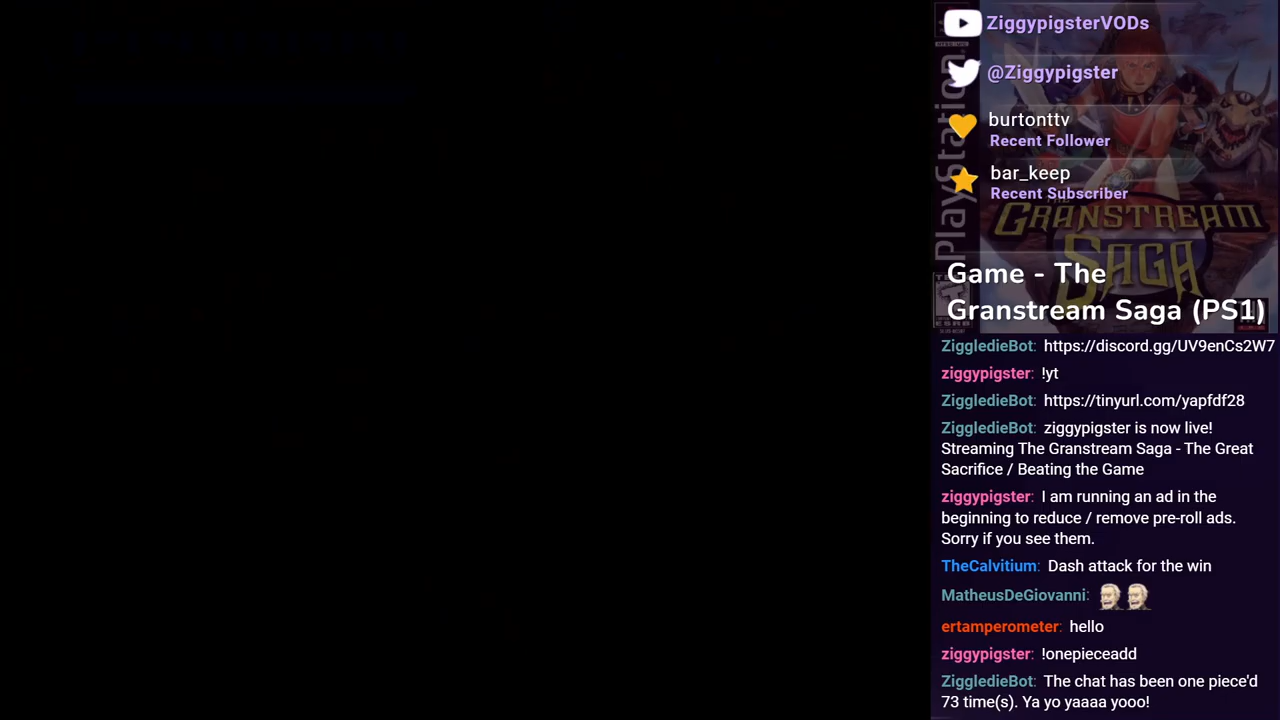 ZiggypigsterVODs
@Ziggypigster
burtonttv
Recent Follower
bar_keep
Recent Subscriber
PlayStation
THE
GRANSTREAM
SAGA
Game - The
Granstream Saga (PS1)
ZiggledieBot: https://discord.gg/UV9enCs2W7
ziggypigster: !yt
ZiggledieBot: https://tinyurl.com/yapfdf28
ZiggledieBot: ziggypigster is now live!
Streaming The Granstream Saga - The Great
Sacrifice / Beating the Game
ziggypigster: I am running an ad in the
beginning to reduce / remove pre-roll ads.
Sorry if you see them.
TheCalvitium: Dash attack for the win
MatheusDeGiovanni:
ertamperometer: hello
ziggypigster: !onepieceadd
ZiggledieBot: The chat has been one piece'd
73 time(s). Ya yo yaaaa yooo!